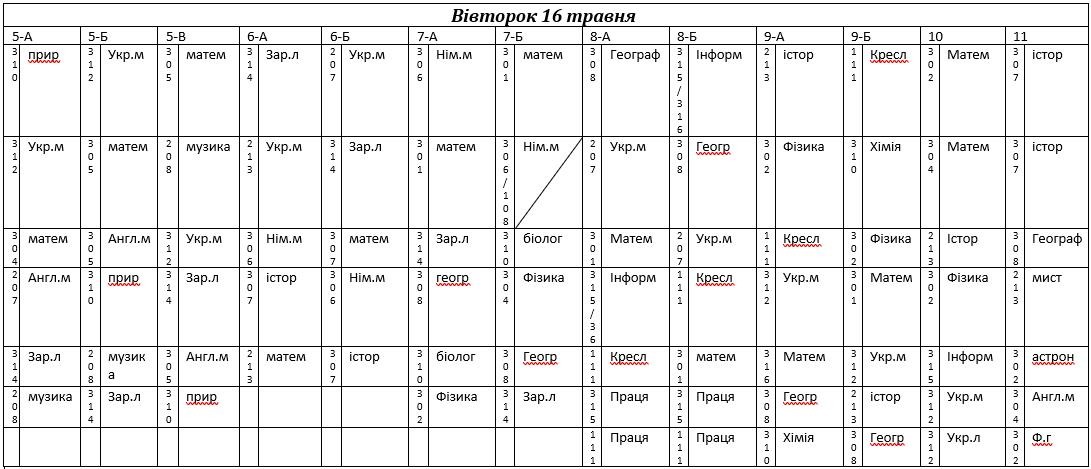 Вівторок 16 травня
5-А 5-Б 5-В 6-А 6-Б 7-А 7-Б 8-А 8-Б 9-А 9-Б 10 11
310 прир 312 Укр.м 305 матем 314 Зар.л 207 Укр.м 306 Нім.м 301 матем 308 Географ 315/316 Інформ 213 істор 111 Кресл 302 Матем 307 істор
312 Укр.м 305 матем 208 музика 213 Укр.м 314 Зар.л 301 матем 306/108 Нім.м 207 Укр.м 308 Геогр 302 Фізика 310 Хімія 304 Матем 307 істор
304 матем 305 Англ.м 312 Укр.м 306 Нім.м 307 матем 314 Зар.л 310 біолог 301 Матем 207 Укр.м 111 Кресл 302 Фізика 213 Істор 308 Географ
207 Англ.м 310 прир 314 Зар.л 307 істор 306 Нім.м 308 геогр 304 Фізика 315/36 Інформ 111 Кресл 312 Укр.м 301 Матем 302 Фізика 213 мист
314 Зар.л 208 музика 305 Англ.м 213 матем 307 істор 310 біолог 308 Геогр 111 Кресл 301 матем 316 Матем 312 Укр.м 315 Інформ 302 астрон
208 музика 314 Зар.л 310 прир 302 Фізика 314 Зар.л 315 Праця 315 Праця 308 Геогр 213 істор 312 Укр.м 304 Англ.м
111 Праця 111 Праця 310 Хімія 308 Геогр 312 Укр.л 302 Ф.г